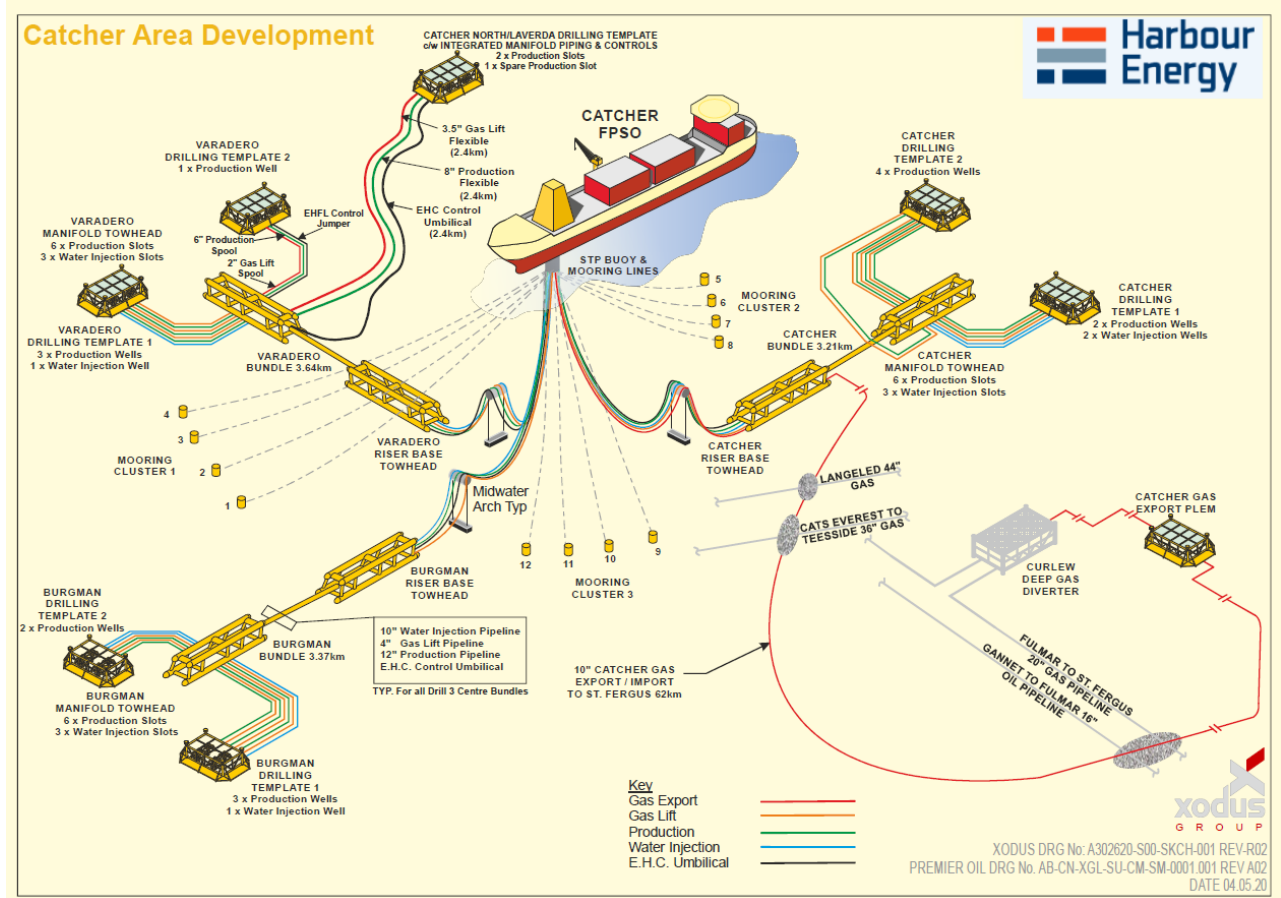 Catcher Area Development
CATCHER NORTH/LAVERDA DRILLING TEMPLATE
c/w INTEGRATED MANIFOLD PIPING & CONTROLS
2 x Production Slots
1 x Spare Production Slot
Harbour
Energy
CATCHER
FPSO
3.5" Gas Lift
Flexible
(2.4km)
8" Production
Flexible
(2.4km)
EHC Control
Umbilical
(2.4km)
VARADERO
DRILLING TEMPLATE 2
1 x Production Well
EHFL Control
Jumper
6" Production
Spool
2" Gas Lift
Spool
VARADERO
MANIFOLD TOWHEAD
6 x Production Slots
3 x Water Injection Slots
VARADERO
DRILLING TEMPLATE 1
3 x Production Wells
1 x Water Injection Well
VARADERO
BUNDLE 3.64km
CATCHER
DRILLING
TEMPLATE 2
4 x Production Wells
STP BUOY &
MOORING LINES
5
6
7
8
MOORING
CLUSTER 2
CATCHER
BUNDLE 3.21km
CATCHER
DRILLING
TEMPLATE 1
2 x Production Wells
2 x Water Injection Wells
CATCHER
MANIFOLD TOWHEAD
6 x Production Slots
3 x Water Injection Slots
4
3
2
1
MOORING
CLUSTER 1
VARADERO
RISER BASE
TOWHEAD
CATCHER
RISER BASE
TOWHEAD
Midwater
Arch Typ
LANGELED 44"
GAS
CATS EVEREST TO
TEESSIDE 36" GAS
CATCHER GAS
EXPORT PLEM
CURLEW
DEEP GAS
DIVERTER
12
11
10
9
MOORING
CLUSTER 3
BURGMAN
RISER BASE
TOWHEAD
BURGMAN
DRILLING
TEMPLATE 2
2 x Production Wells
BURGMAN
BUNDLE 3.37km
10" Water Injection Pipeline
4" Gas Lift Pipeline
12" Production Pipeline
E.H.C. Control Umbilical
TYP. For all Drill 3 Centre Bundles
BURGMAN
MANIFOLD TOWHEAD
6 x Production Slots
3 x Water Injection Slots
BURGMAN
DRILLING
TEMPLATE 1
3 x Production Wells
1 x Water Injection Well
10" CATCHER GAS
EXPORT / IMPORT
TO ST. FERGUS 62km
FULMAR TO ST. FERGUS
20" GAS PIPELINE
GANNET TO FULMAR 16"
OIL PIPELINE
Key
Gas Export
Gas Lift
Production
Water Injection
E.H.C. Umbilical
xodus
GROUP
XODUS DRG No: A302620-S00-SKCH-001 REV-R02
PREMIER OIL DRG No. AB-CN-XGL-SU-CM-SM-0001.001 REV A02
DATE 04.05.20